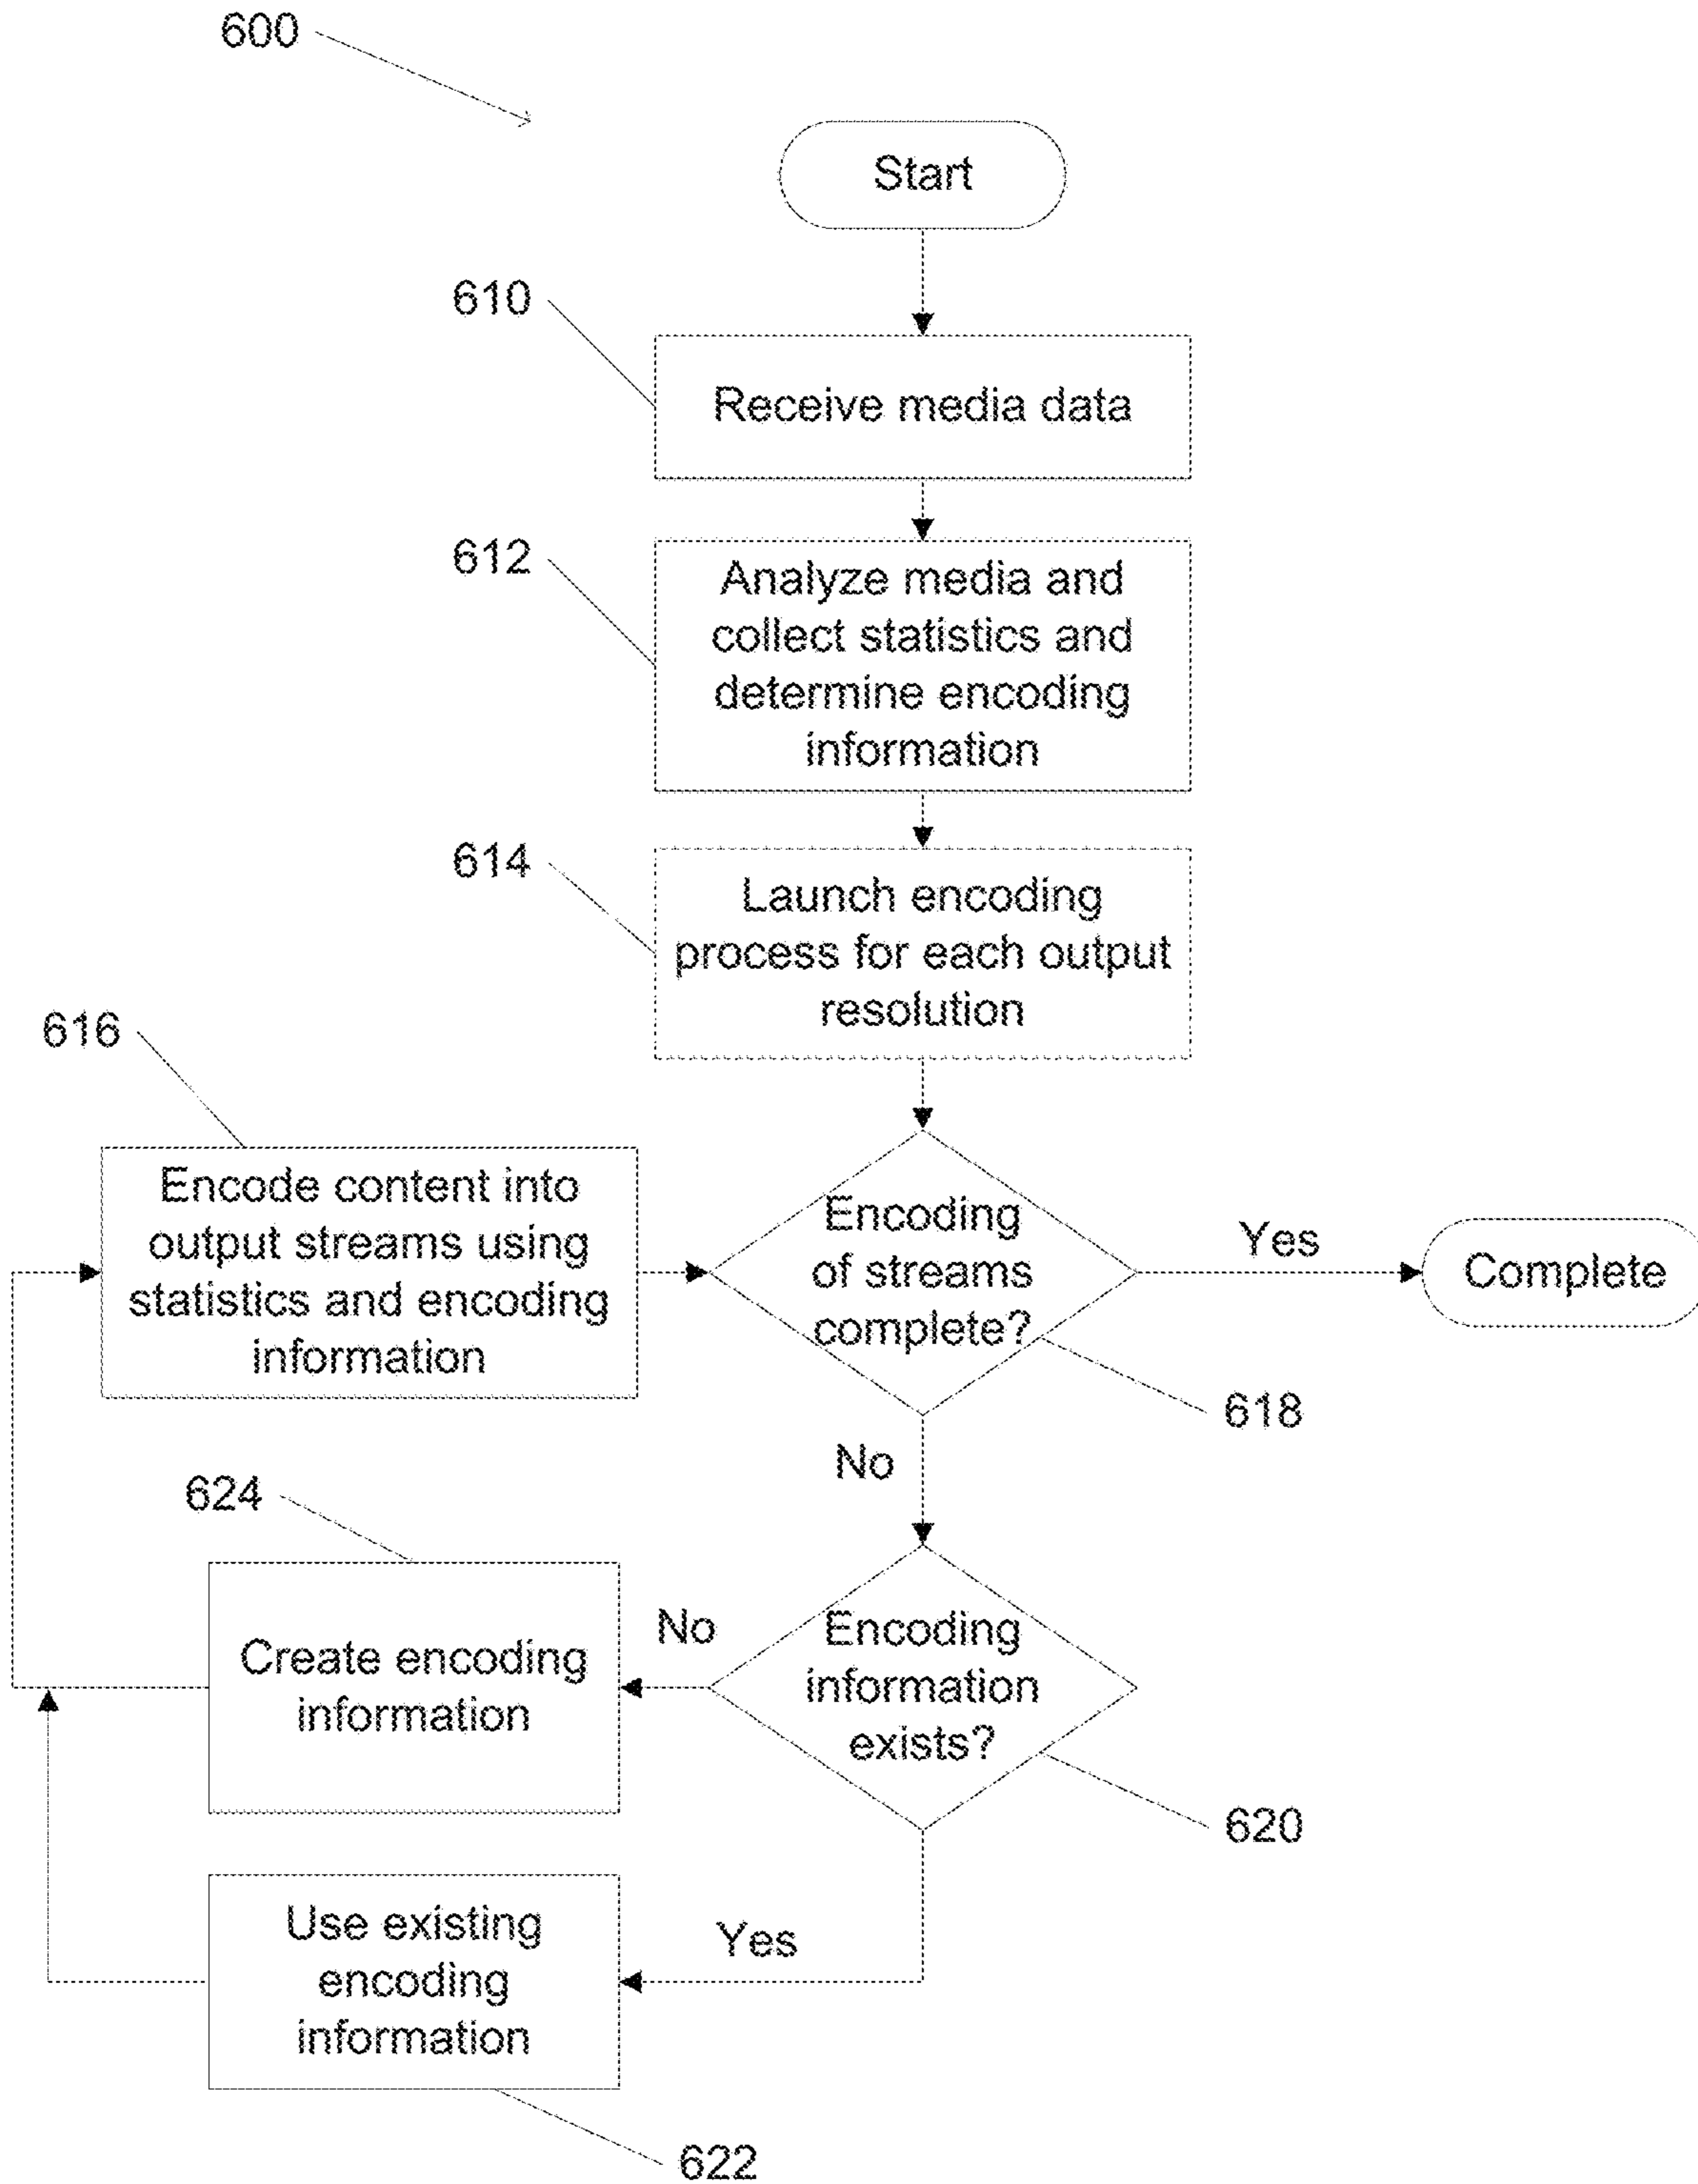 600
Start
610
Receive media data
612
Analyze media and
collect statistics and
determine encoding
information
614
Launch encoding
process for each output
resolution
616
Encode content into
output streams using
statistics and encoding
information
Encoding
of streams
complete?
Yes
Complete
618
No
624
Create encoding
information
No
Encoding
information
exists?
620
Use existing
encoding
information
Yes
622